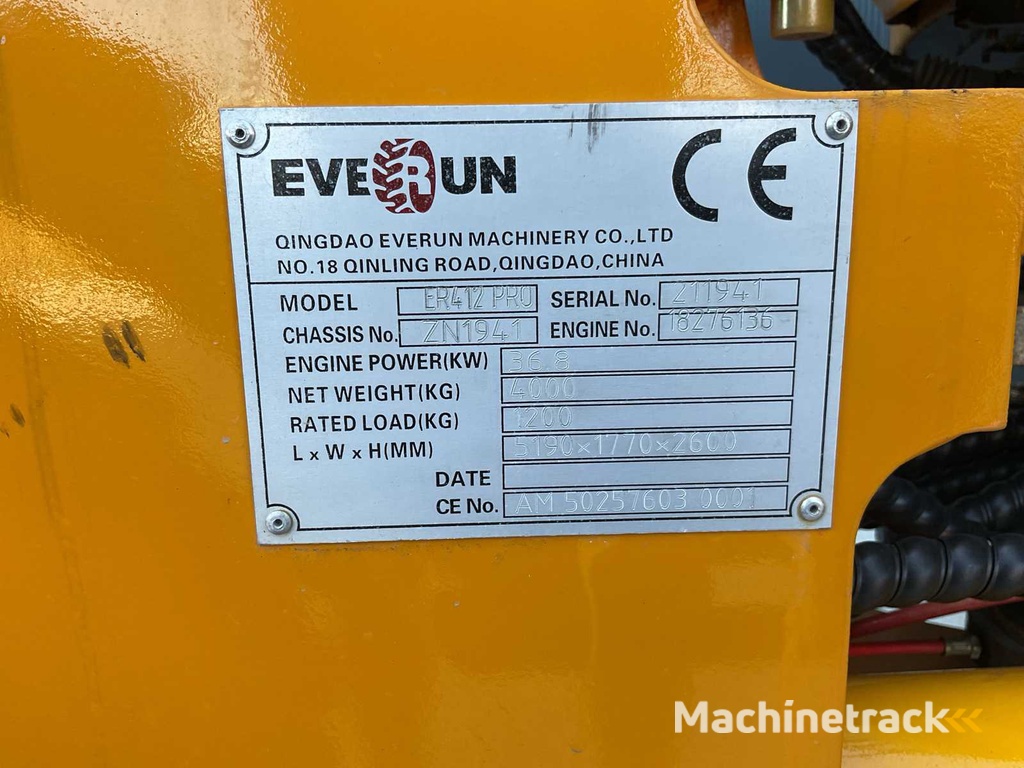 EVERUN CE
QINGDAO EVERUN MACHINERY CO.,LTD
NO.18 QINLING ROAD,QINGDAO,CHINA
MODEL ER412 PRO SERIAL No. 211941
CHASSIS No. ZN1941 ENGINE No. 18276136
ENGINE POWER(KW) 36.8
NET WEIGHT(KG) 4000
RATED LOAD(KG) 1200
L x W x H(MM) 5190×1770×2600
DATE
CE No. AM 50257603 0001
Machinetrack